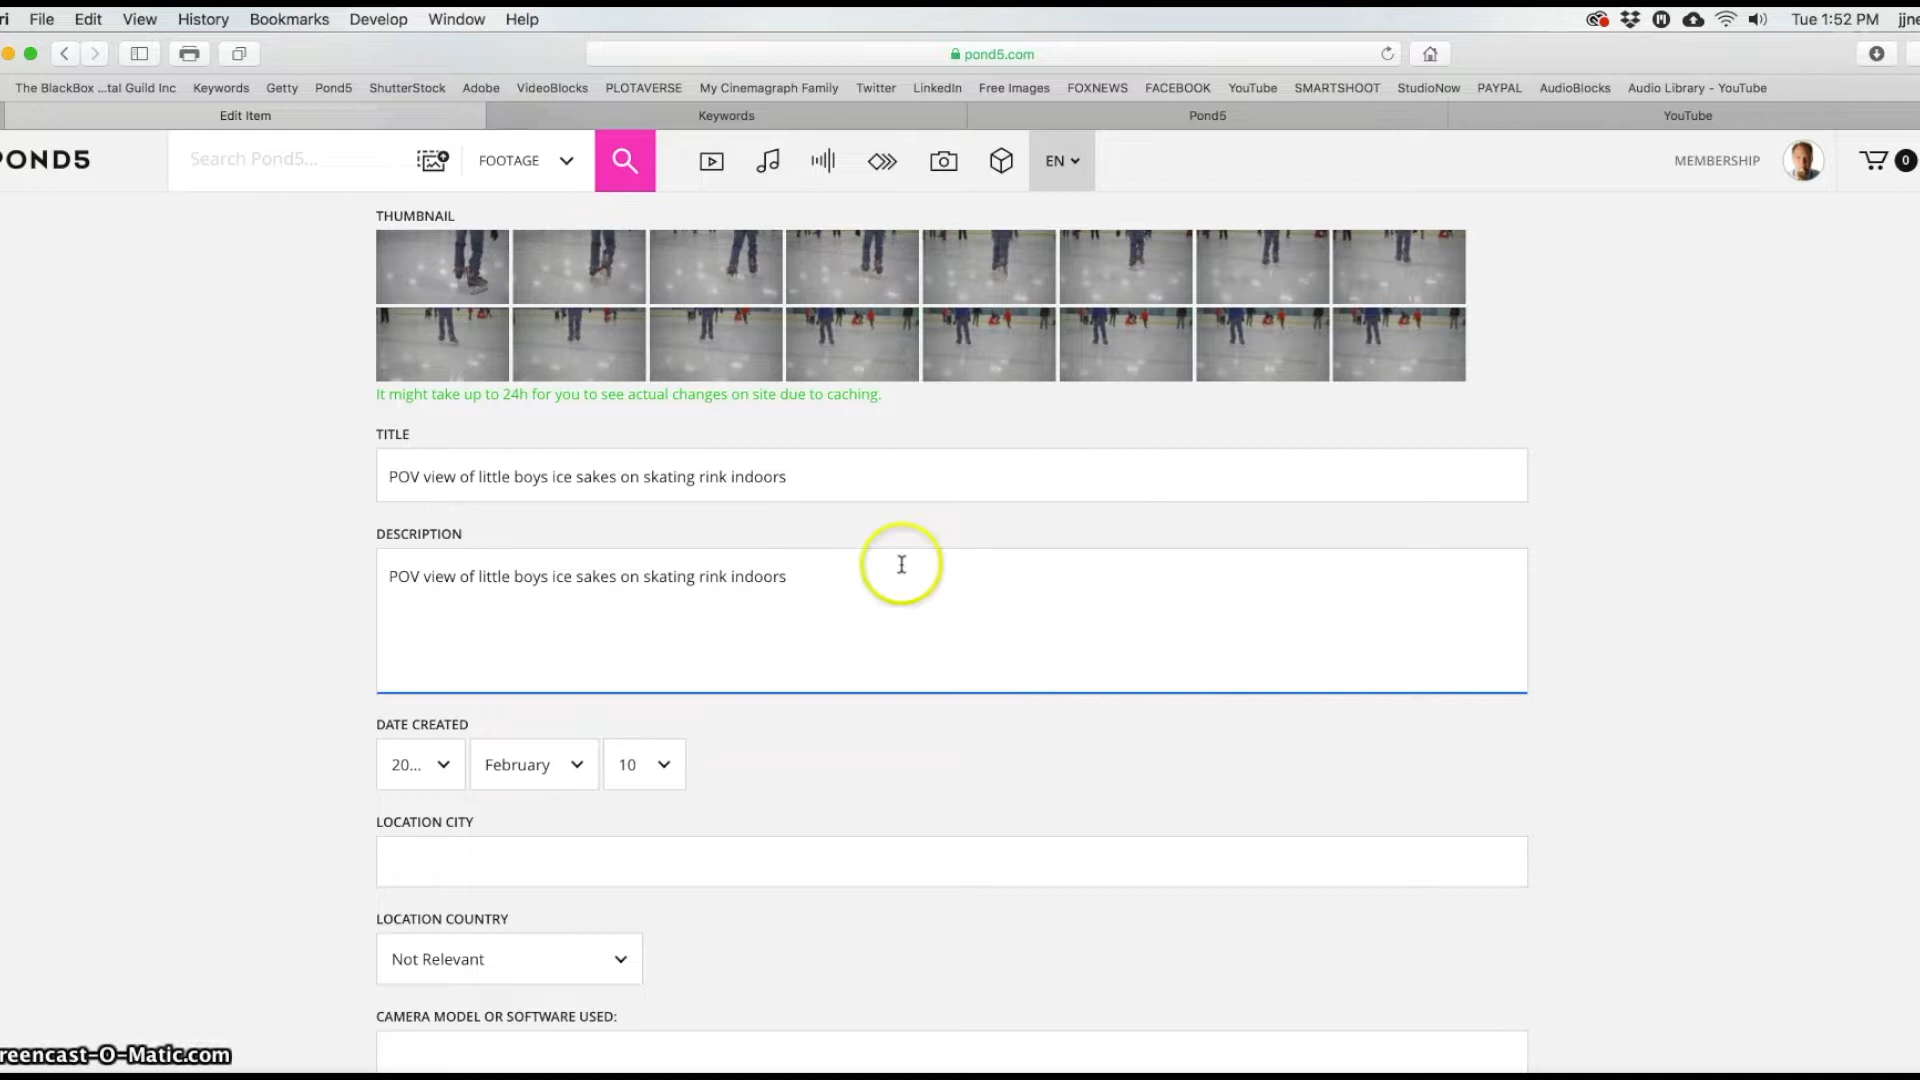 ri File Edit View History Bookmarks Develop Window Help Tue 1:52 PM jjne
pond5.com
The BlackBox ...tal Guild Inc Keywords Getty Pond5 ShutterStock Adobe VideoBlocks PLOTAVERSE My Cinemagraph Family Twitter LinkedIn Free Images FOXNEWS FACEBOOK YouTube SMARTSHOOT StudioNow PAYPAL AudioBlocks Audio Library - YouTube
Edit Item Keywords Pond5 YouTube
POND5 Search Pond5... FOOTAGE EN MEMBERSHIP 0
THUMBNAIL
It might take up to 24h for you to see actual changes on site due to caching.
TITLE
POV view of little boys ice sakes on skating rink indoors
DESCRIPTION
POV view of little boys ice sakes on skating rink indoors
DATE CREATED
20... February 10
LOCATION CITY
LOCATION COUNTRY
Not Relevant
CAMERA MODEL OR SOFTWARE USED:
reencast-O-Matic.com